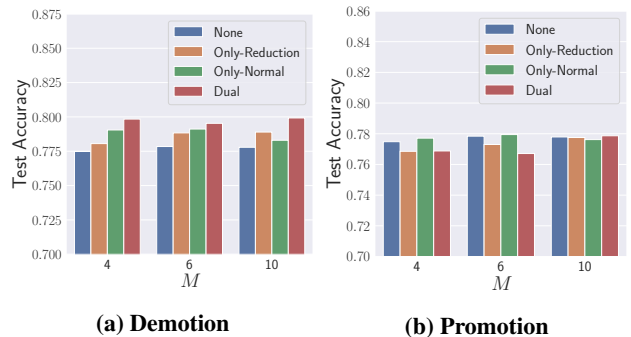 0.875
0.850
0.825
0.800
0.775
0.750
0.725
0.700
Test Accuracy
None
Only-Reduction
Only-Normal
Dual
4 6 10
M
(a) Demotion
0.86
0.84
0.82
0.80
0.78
0.76
0.74
0.72
0.70
Test Accuracy
None
Only-Reduction
Only-Normal
Dual
4 6 10
M
(b) Promotion